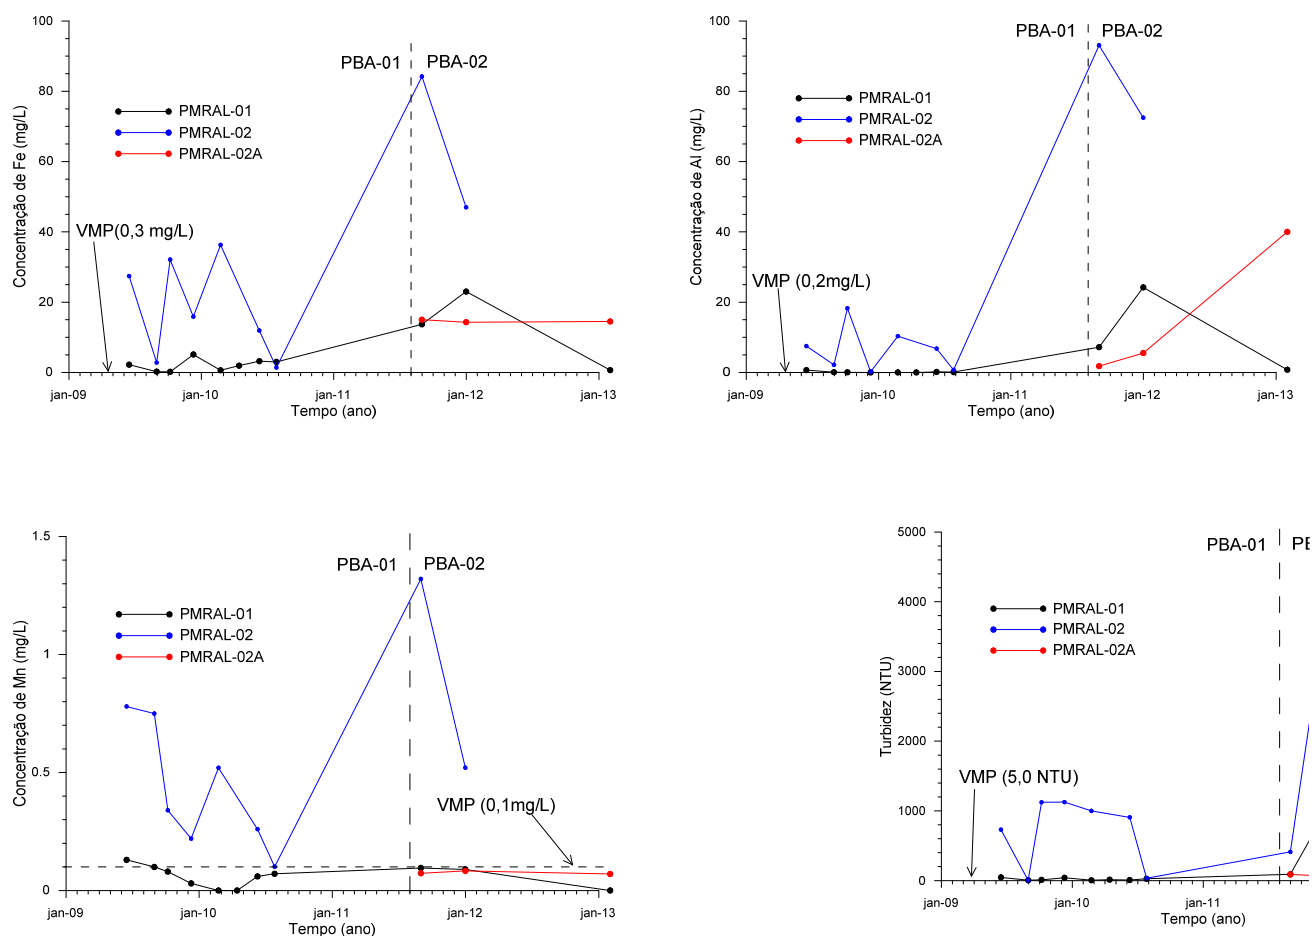 100
80
60
40
20
0
Concentração de Fe (mg/L)
PBA-01
PBA-02
PMRAL-01
PMRAL-02
PMRAL-02A
VMP(0,3 mg/L)
jan-09
jan-10
jan-11
jan-12
jan-13
Tempo (ano)
100
80
60
40
20
0
Concentração de Al (mg/L)
PBA-01
PBA-02
PMRAL-01
PMRAL-02
PMRAL-02A
VMP (0,2mg/L)
jan-09
jan-10
jan-11
jan-12
jan-13
Tempo (ano)
1.5
1
0.5
0
Concentração de Mn (mg/L)
PBA-01
PBA-02
PMRAL-01
PMRAL-02
PMRAL-02A
VMP (0,1mg/L)
jan-09
jan-10
jan-11
jan-12
jan-13
Tempo (ano)
5000
4000
3000
2000
1000
0
Turbidez (NTU)
PBA-01
PMRAL-01
PMRAL-02
PMRAL-02A
VMP (5,0 NTU)
jan-09
jan-10
jan-11
Tempo (ano)